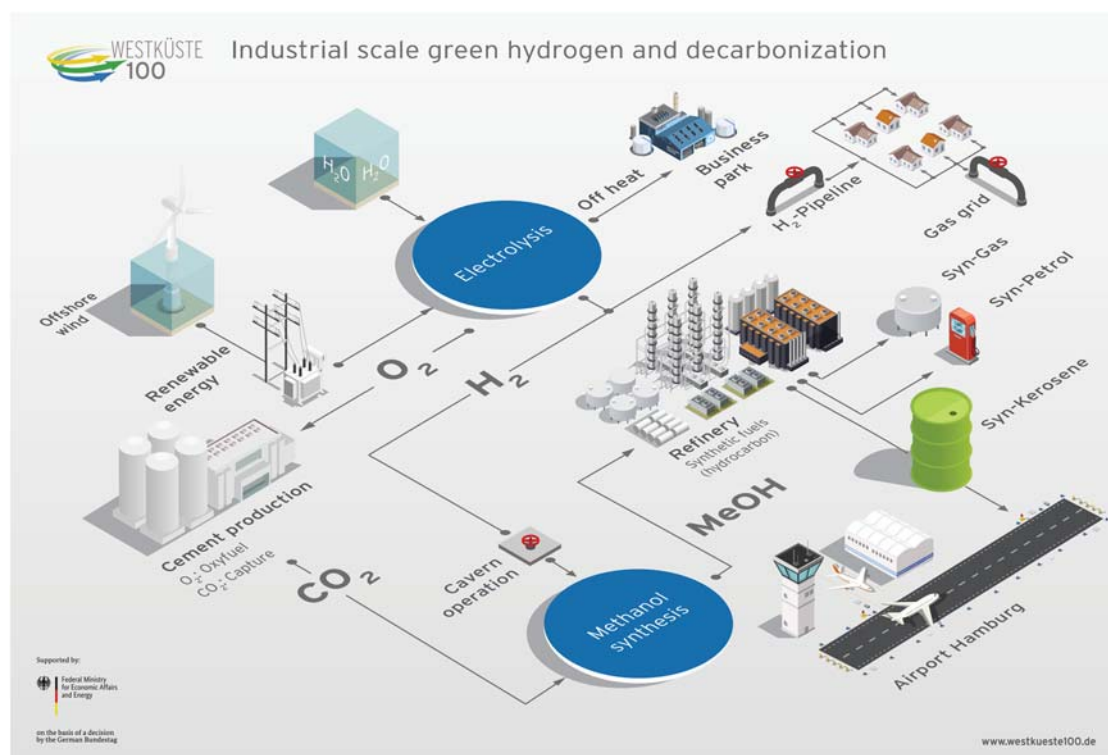 WESTKÜSTE
100
Industrial scale green hydrogen and decarbonization
H₂O
H₂O
Electrolysis
Off heat
Business
park
H₂-Pipeline
Gas grid
Offshore
wind
Renewable
energy
O₂
H₂
Syn-Gas
Syn-Petrol
Syn-Kerosene
Refinery
Synthetic fuels
(hydrocarbon)
Cement production
O₂: Oxyfuel
CO₂: Capture
CO₂
Cavern
operation
MeOH
Methanol
synthesis
Airport Hamburg
Supported by:
Federal Ministry
for Economic Affairs
and Energy
on the basis of a decision
by the German Bundestag
www.westkueste100.de